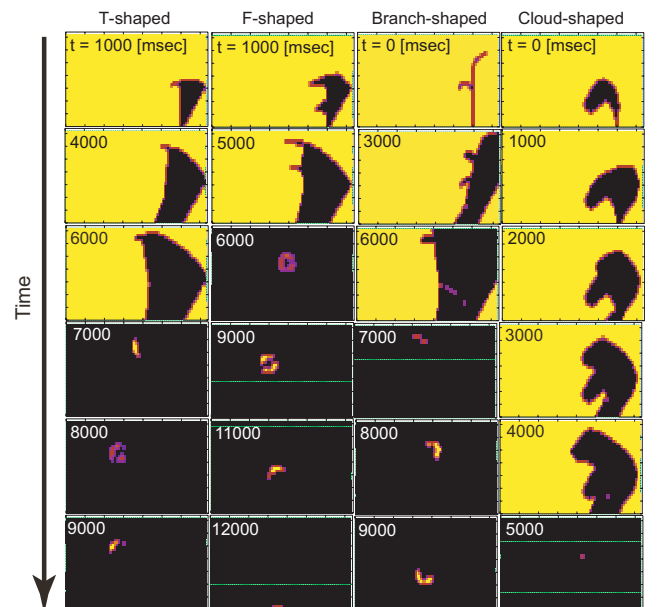 T-shaped F-shaped Branch-shaped Cloud-shaped
t = 1000 [msec] t = 1000 [msec] t = 0 [msec] t = 0 [msec]
4000 5000 3000 1000
6000 6000 6000 2000
7000 9000 7000 3000
8000 11000 8000 4000
9000 12000 9000 5000
Time